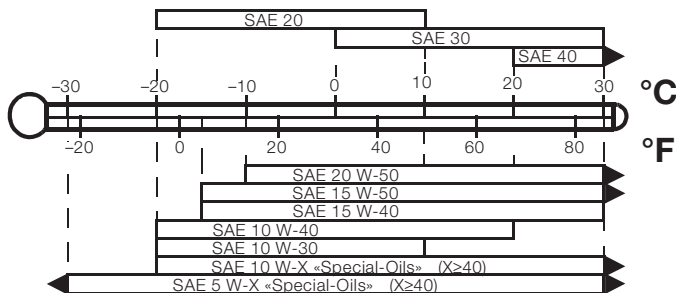 SAE 20
SAE 30
SAE 40
–30 –20 –10 0 10 20 30 °C
–20 0 20 40 60 80 °F
SAE 20 W-50
SAE 15 W-50
SAE 15 W-40
SAE 10 W-40
SAE 10 W-30
SAE 10 W-X «Special-Oils» (X≥40)
SAE 5 W-X «Special-Oils» (X≥40)